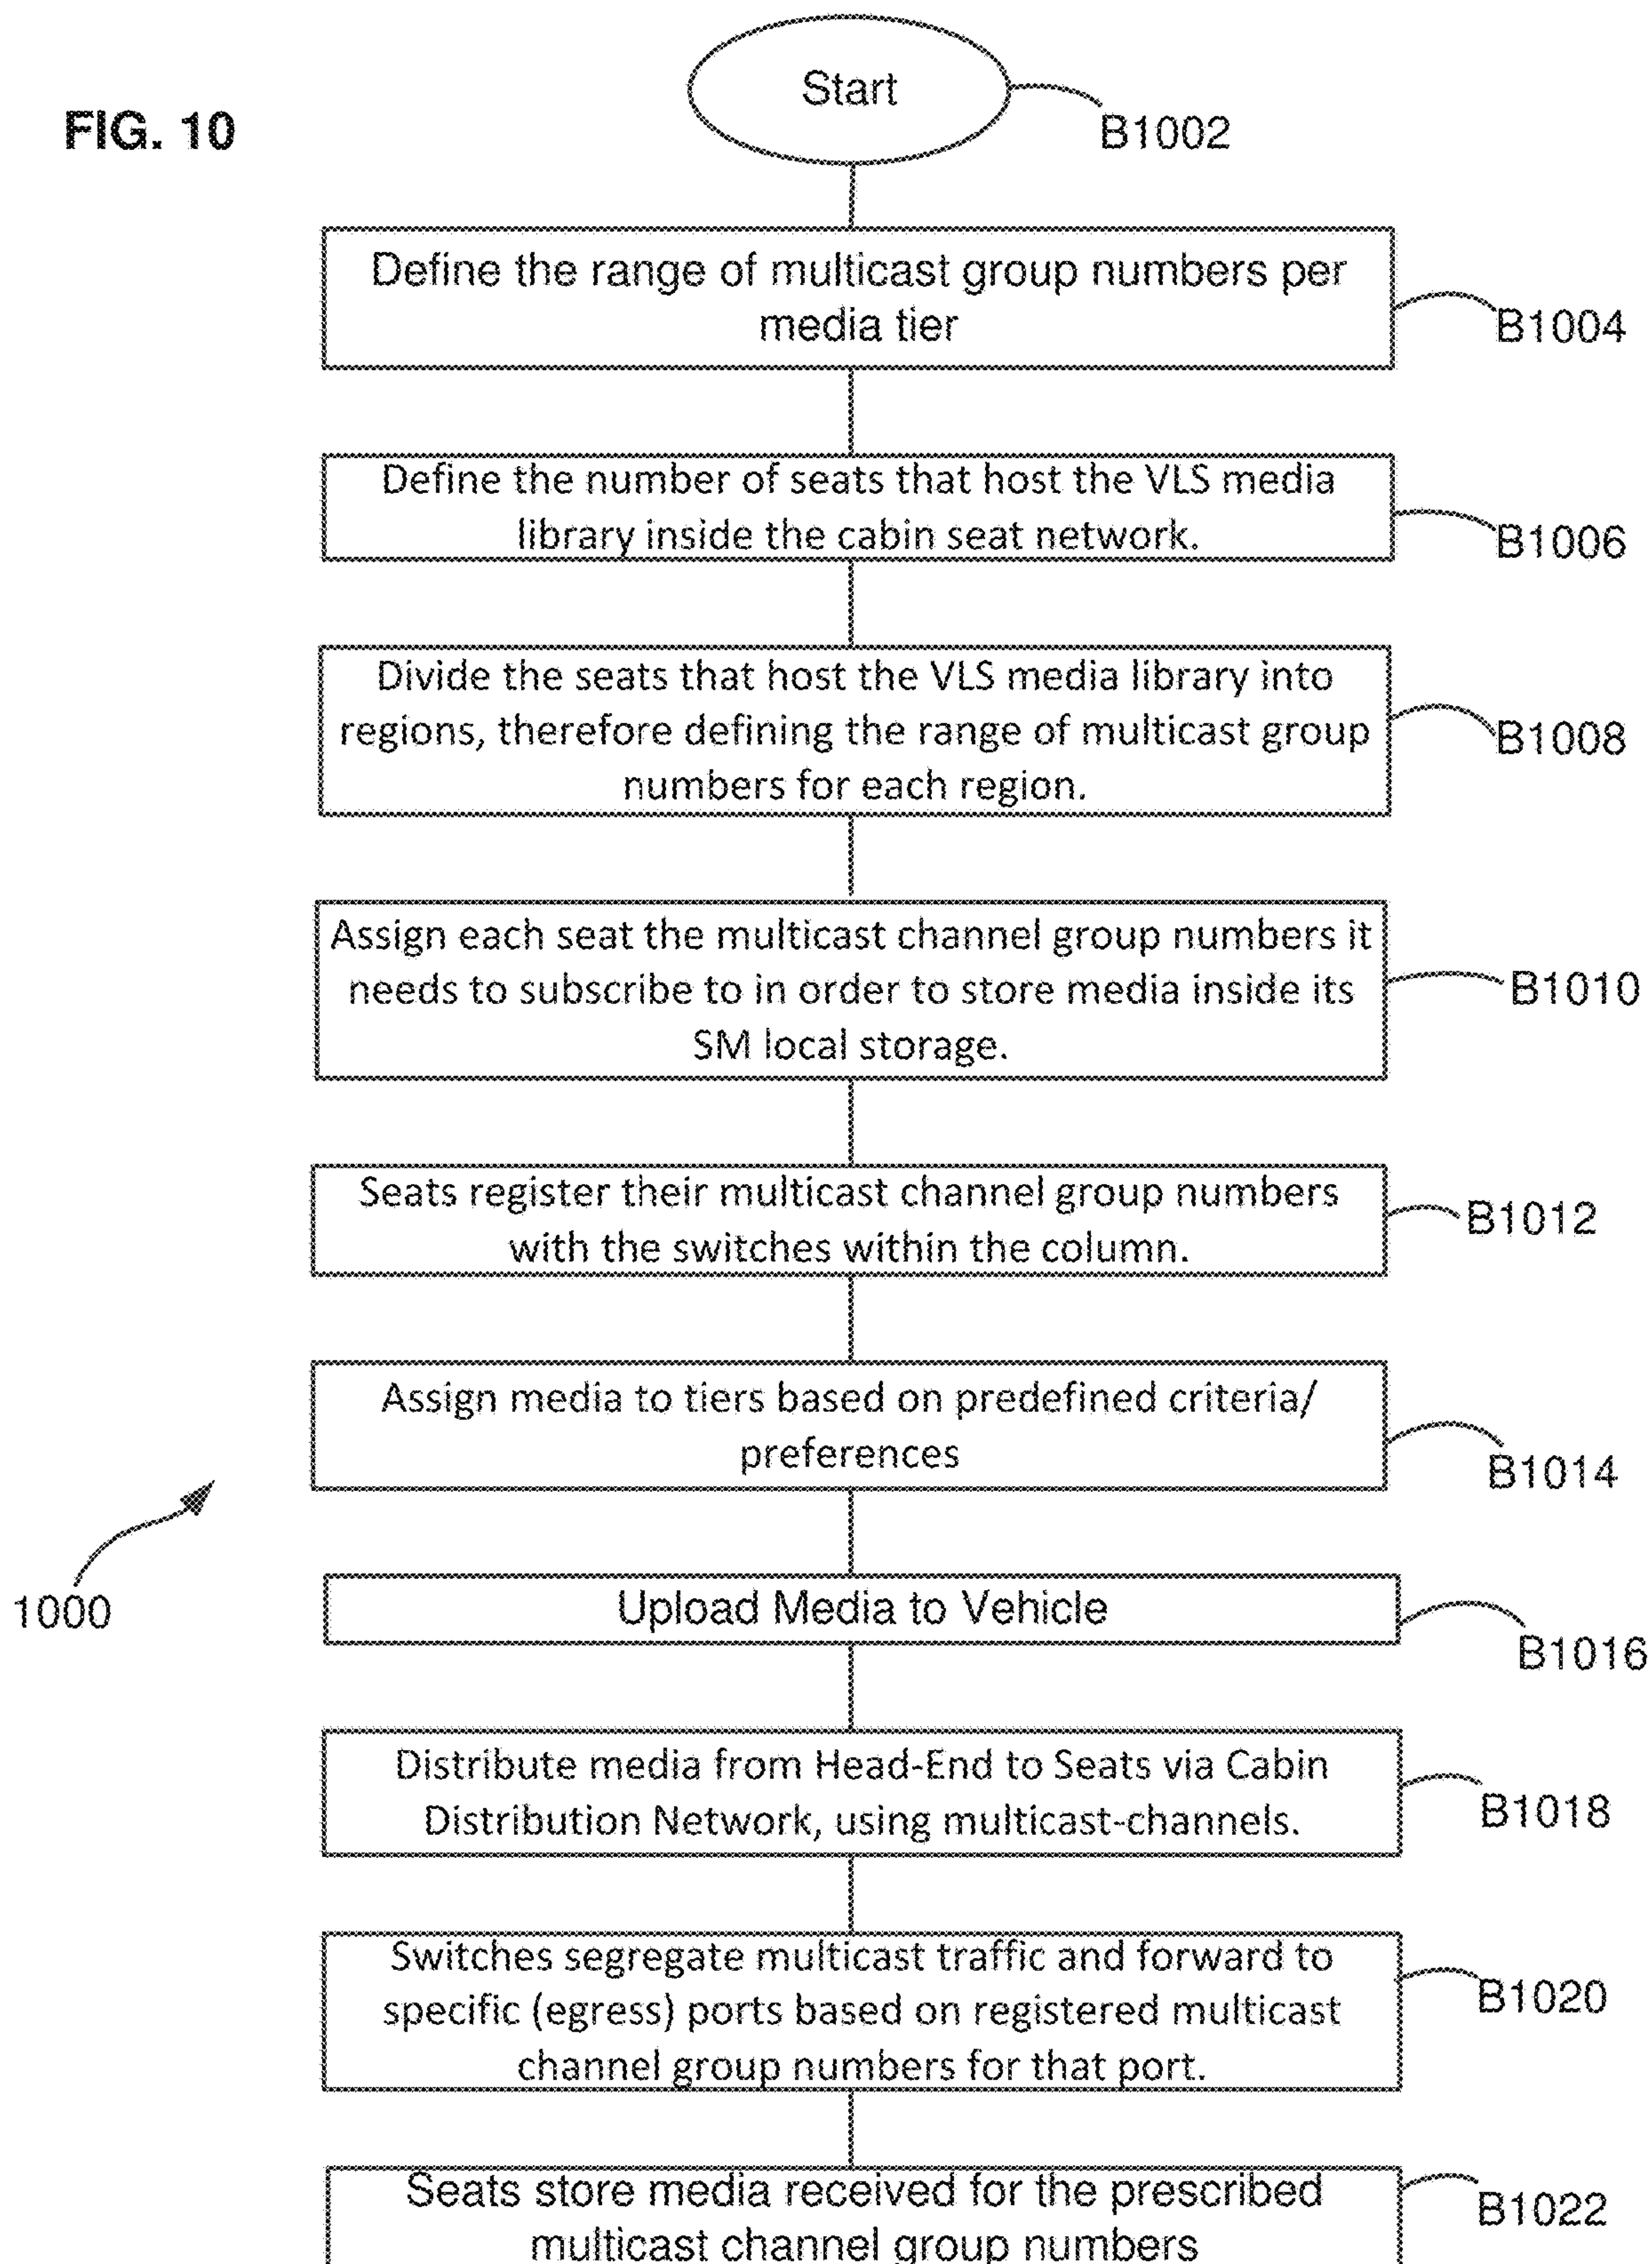 FIG. 10
Start
B1002
Define the range of multicast group numbers per
media tier
B1004
Define the number of seats that host the VLS media
library inside the cabin seat network.
B1006
Divide the seats that host the VLS media library into
regions, therefore defining the range of multicast group
numbers for each region.
B1008
Assign each seat the multicast channel group numbers it
needs to subscribe to in order to store media inside its
SM local storage.
B1010
Seats register their multicast channel group numbers
with the switches within the column.
B1012
Assign media to tiers based on predefined criteria/
preferences
B1014
1000
Upload Media to Vehicle
B1016
Distribute media from Head-End to Seats via Cabin
Distribution Network, using multicast-channels.
B1018
Switches segregate multicast traffic and forward to
specific (egress) ports based on registered multicast
channel group numbers for that port.
B1020
Seats store media received for the prescribed
multicast channel group numbers
B1022